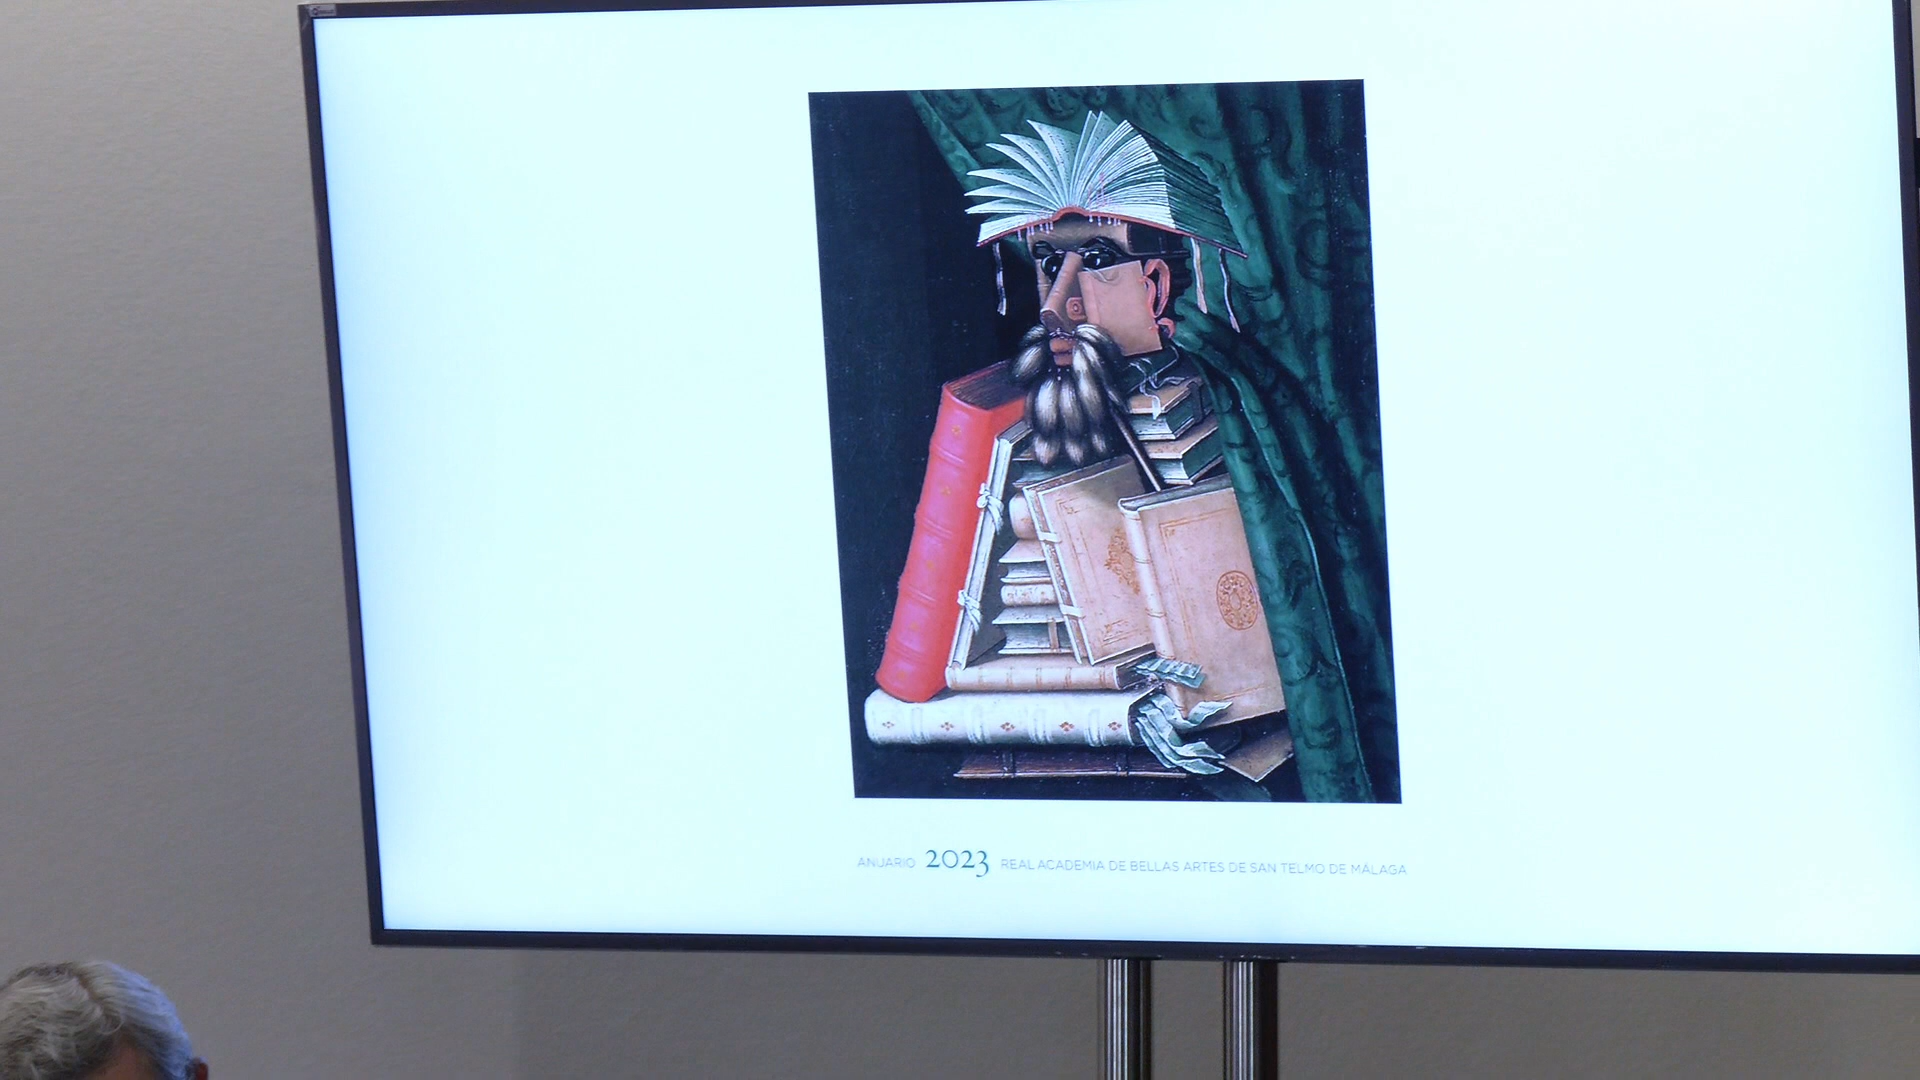 ANUARIO 2023 REAL ACADEMIA DE BELLAS ARTES DE SAN TELMO DE MÁLAGA